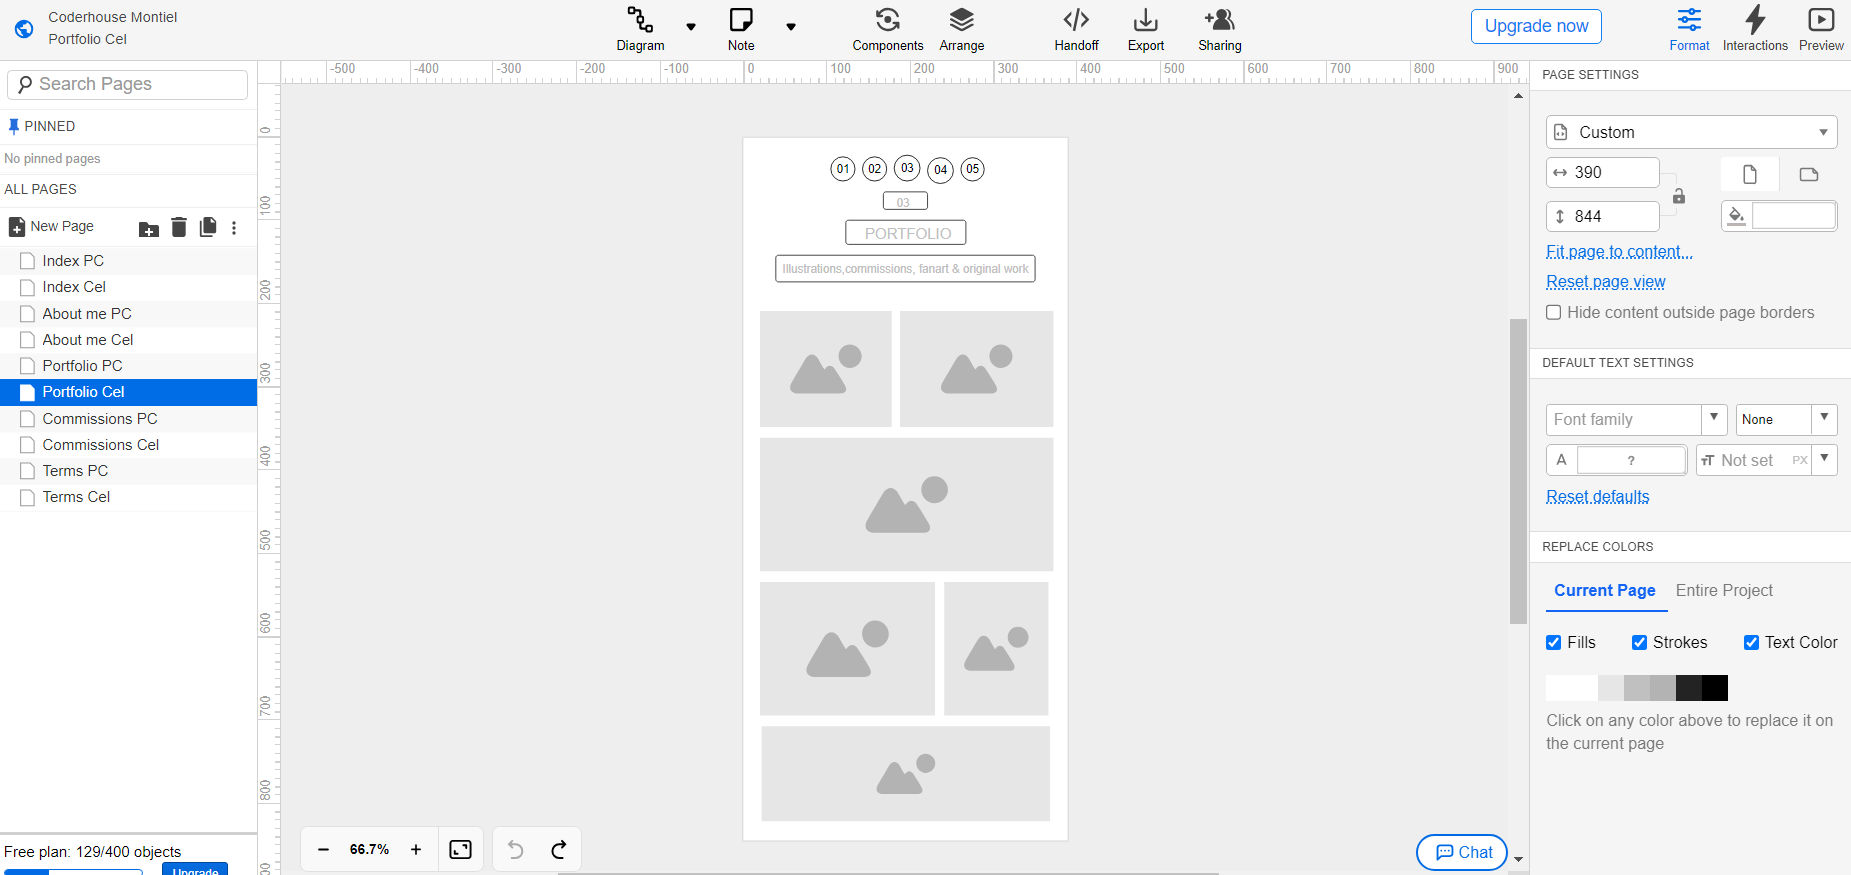 Coderhouse Montiel
Portfolio Cel
Diagram
Note
Components
Arrange
Handoff
Export
Sharing
Upgrade now
Format
Interactions
Preview
Search Pages
PINNED
No pinned pages
ALL PAGES
New Page
Index PC
Index Cel
About me PC
About me Cel
Portfolio PC
Portfolio Cel
Commissions PC
Commissions Cel
Terms PC
Terms Cel
Free plan: 129/400 objects
Upgrade
-500 -400 -300 -200 -100 0 100 200 300 400 500 600 700 800 900
0
100
200
300
400
500
600
700
800
01 02 03 04 05
03
PORTFOLIO
Illustrations,commissions, fanart & original work
66.7%
Chat
PAGE SETTINGS
Custom
390
844
Fit page to content...
Reset page view
Hide content outside page borders
DEFAULT TEXT SETTINGS
Font family
None
A ?
TT Not set PX
Reset defaults
REPLACE COLORS
Current Page Entire Project
Fills Strokes Text Color
Click on any color above to replace it on
the current page